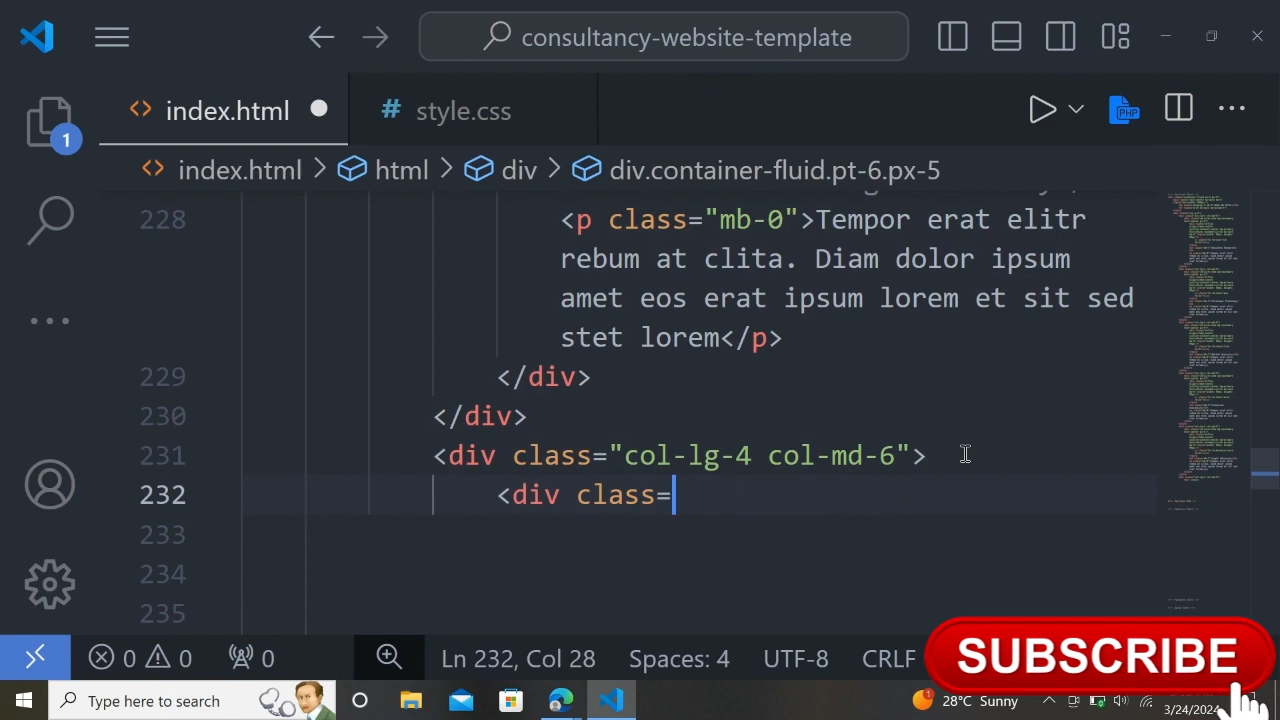 consultancy-website-template
index.html
# style.css
PHP
1
index.html > html > div > div.container-fluid.pt-6.px-5
228 <p class="mb-0">Tempor erat elitr
rebum at clita. Diam dolor ipsum
amet eos erat ipsum lorem et sit sed
stet lorem</p>
229 </div>
230 </div>
231 <div class="col-lg-4 col-md-6">
232 <div class=
233
234
235
0 0 0 Ln 232, Col 28 Spaces: 4 UTF-8 CRLF
SUBSCRIBE
Type here to search
1 28°C Sunny
3/24/2024